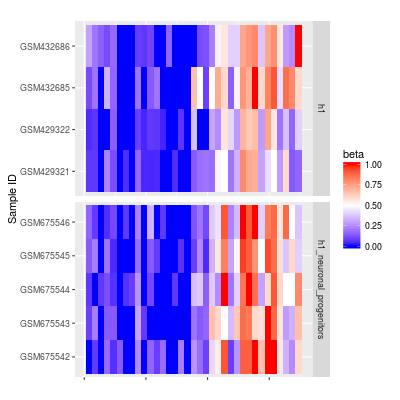 GSM432686
GSM432685
GSM429322
GSM429321
h1
GSM675546
GSM675545
GSM675544
GSM675543
GSM675542
h1_neuronal_progenitors
Sample ID
beta
1.00
0.75
0.50
0.25
0.00